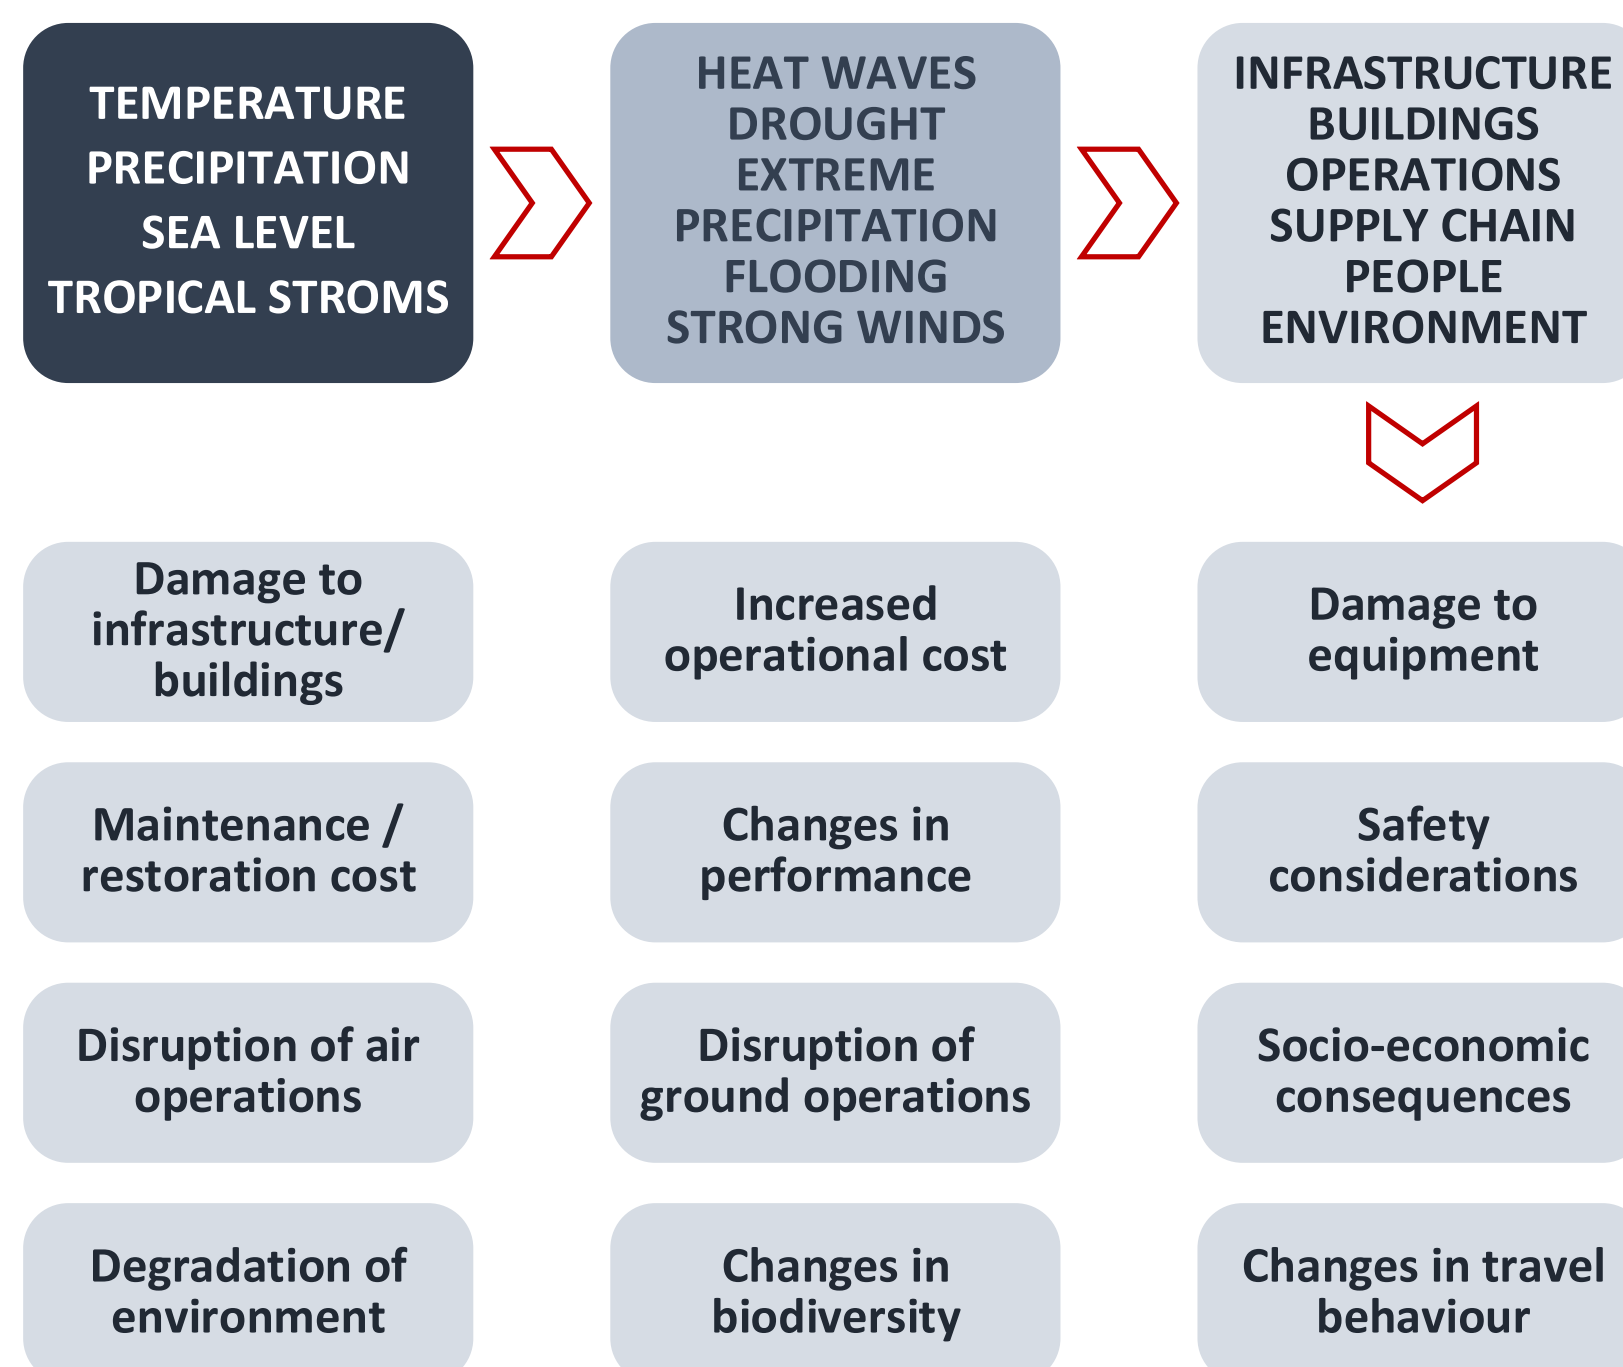 TEMPERATURE
PRECIPITATION
SEA LEVEL
TROPICAL STROMS
HEAT WAVES
DROUGHT
EXTREME
PRECIPITATION
FLOODING
STRONG WINDS
INFRASTRUCTURE
BUILDINGS
OPERATIONS
SUPPLY CHAIN
PEOPLE
ENVIRONMENT
Damage to
infrastructure/
buildings
Increased
operational cost
Damage to
equipment
Maintenance /
restoration cost
Changes in
performance
Safety
considerations
Disruption of air
operations
Disruption of
ground operations
Socio-economic
consequences
Degradation of
environment
Changes in
biodiversity
Changes in travel
behaviour